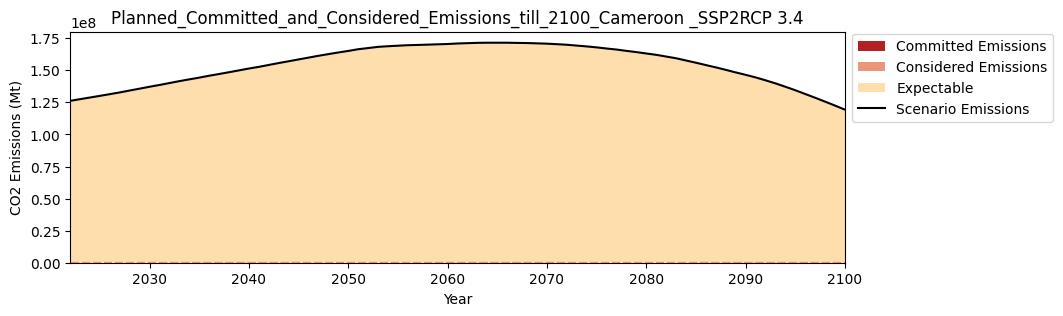 Planned_Committed_and_Considered_Emissions_till_2100_Cameroon _SSP2RCP 3.4
1e8
1.75
1.50
1.25
1.00
0.75
0.50
0.25
0.00
CO2 Emissions (Mt)
2030 2040 2050 2060 2070 2080 2090 2100
Year
Committed Emissions
Considered Emissions
Expectable
Scenario Emissions